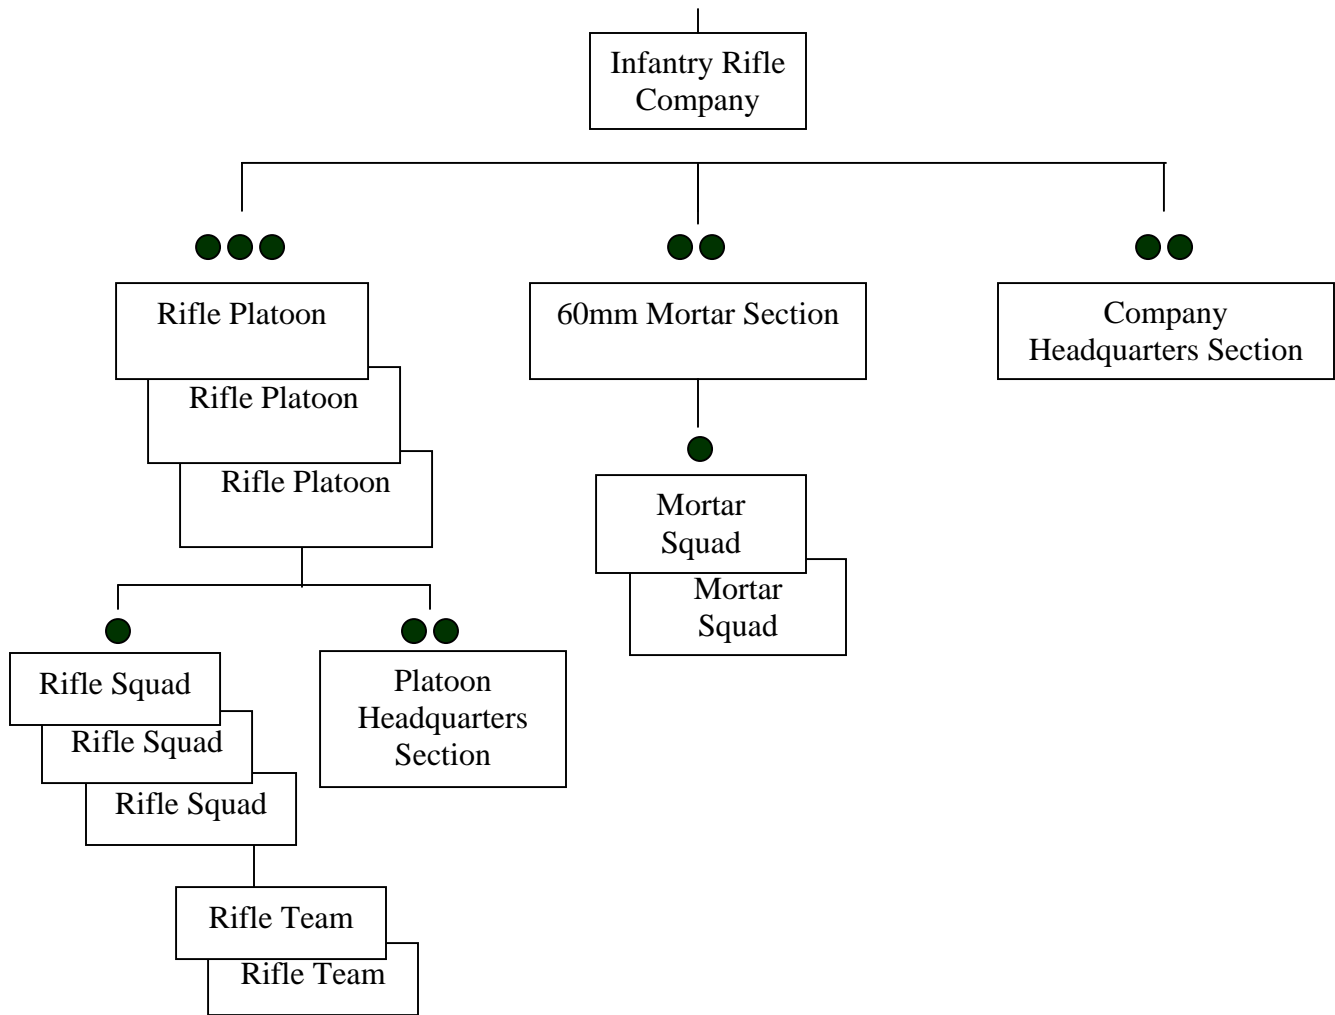 Infantry Rifle
Company
Rifle Platoon
Rifle Platoon
Rifle Platoon
60mm Mortar Section
Company
Headquarters Section
Mortar
Squad
Mortar
Squad
Rifle Squad
Rifle Squad
Rifle Squad
Platoon
Headquarters
Section
Rifle Team
Rifle Team